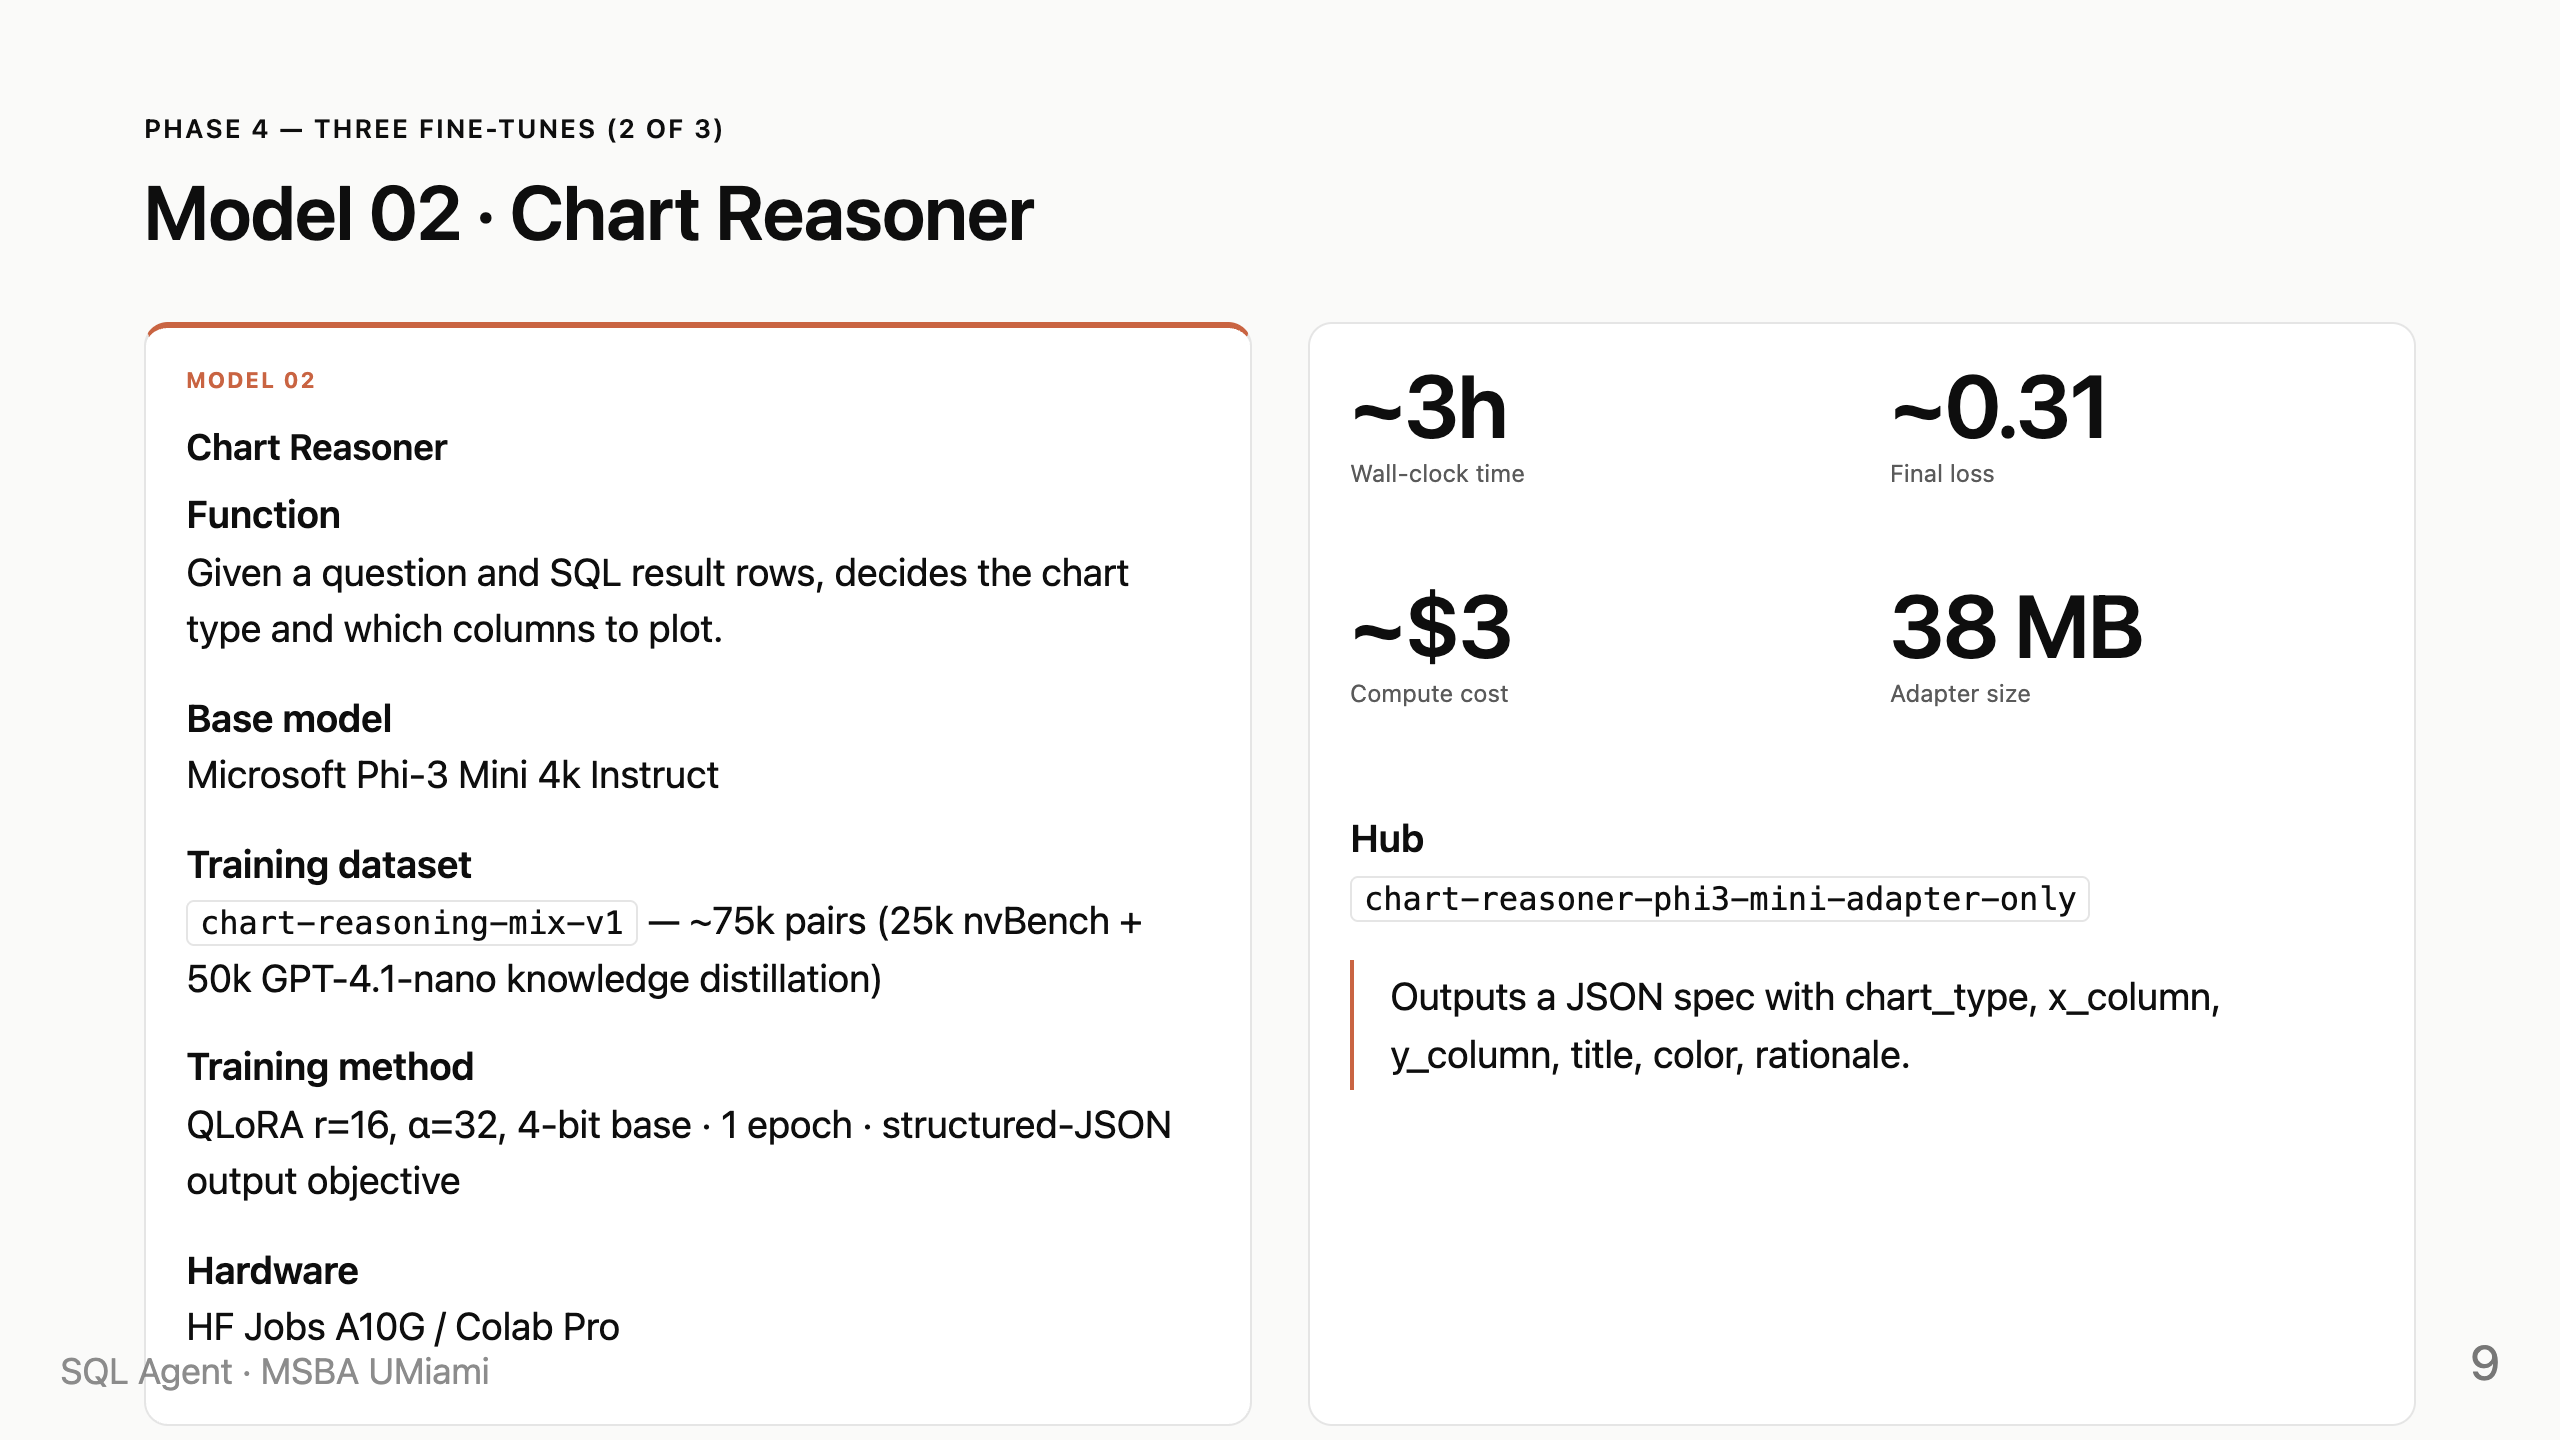 PHASE 4 — THREE FINE-TUNES (2 OF 3)
Model 02 · Chart Reasoner
MODEL 02
Chart Reasoner
Function
Given a question and SQL result rows, decides the chart
type and which columns to plot.
Base model
Microsoft Phi-3 Mini 4k Instruct
Training dataset
chart-reasoning-mix-v1 — ~75k pairs (25k nvBench +
50k GPT-4.1-nano knowledge distillation)
Training method
QLoRA r=16, α=32, 4-bit base · 1 epoch · structured-JSON
output objective
Hardware
HF Jobs A10G / Colab Pro
~3h
Wall-clock time
~0.31
Final loss
~$3
Compute cost
38 MB
Adapter size
Hub
chart-reasoner-phi3-mini-adapter-only
Outputs a JSON spec with chart_type, x_column,
y_column, title, color, rationale.
SQL Agent · MSBA UMiami
9